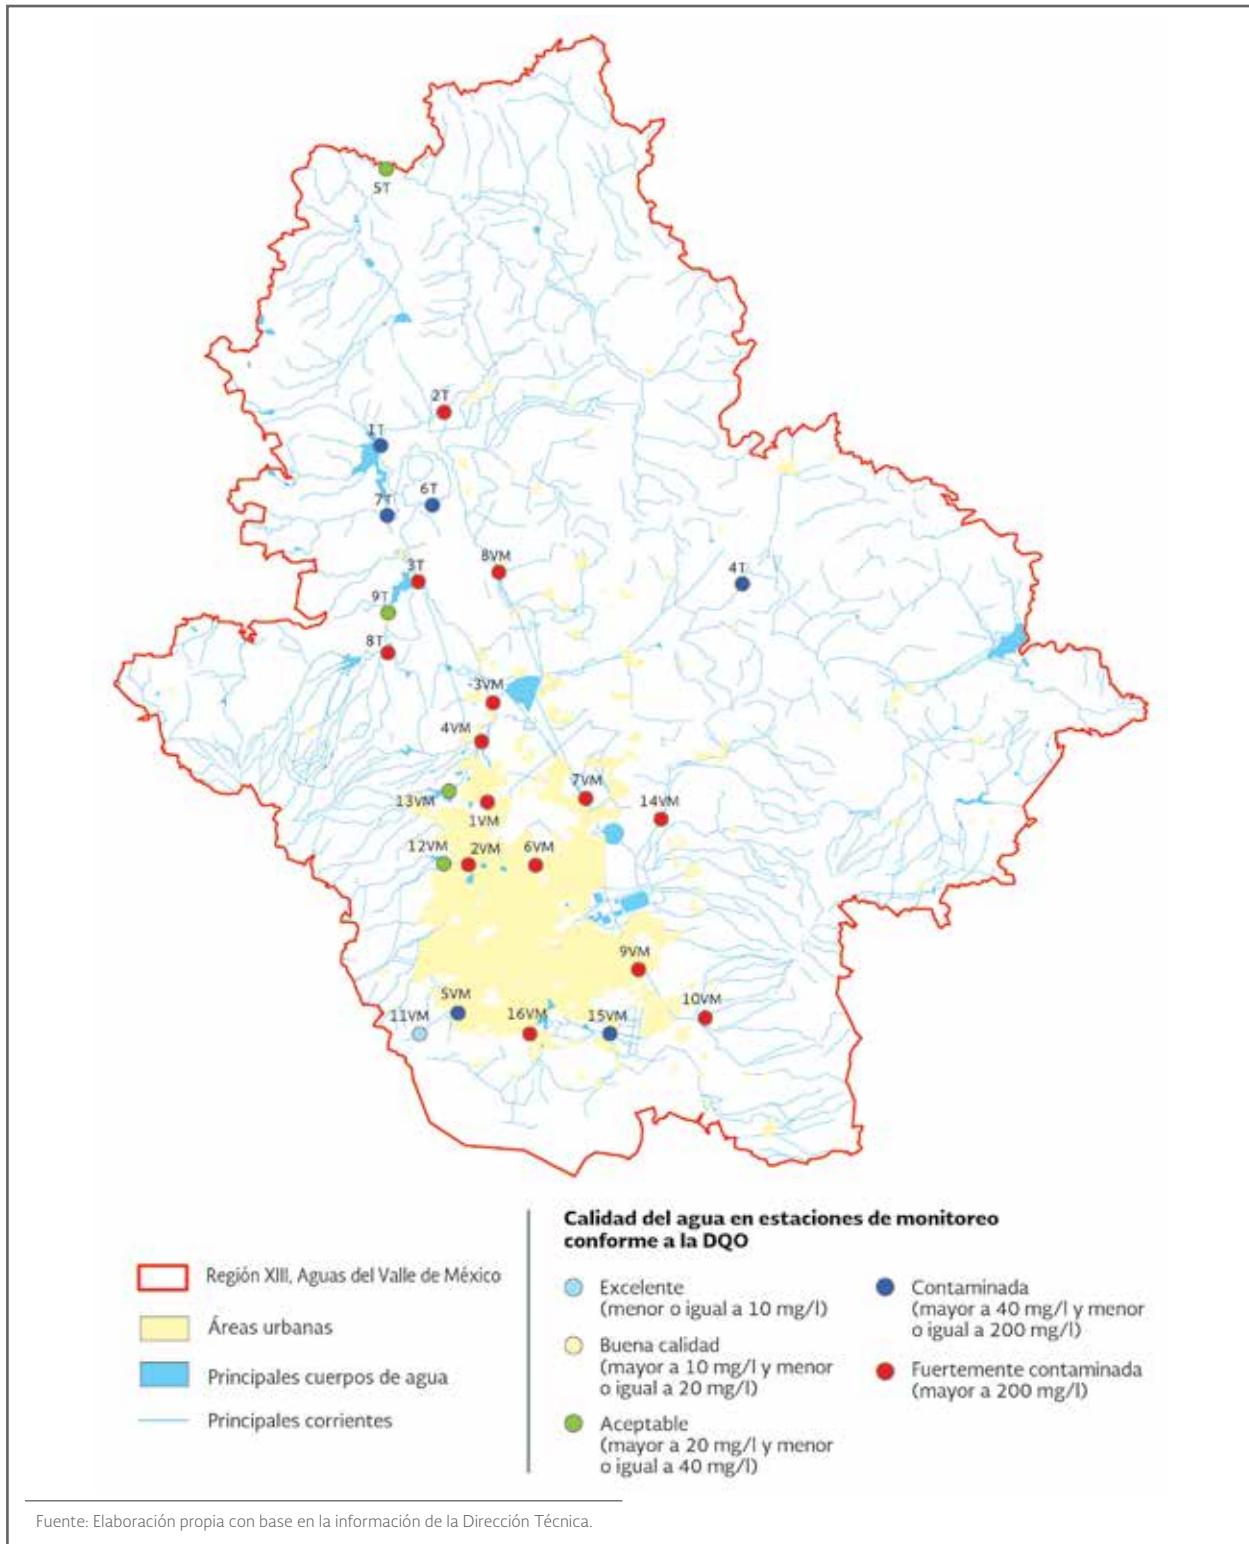 5T
2T
1T
6T
7T
8VM
3T
4T
9T
8T
-3VM
4VM
7VM
13VM
14VM
1VM
12VM
2VM
6VM
9VM
5VM
10VM
11VM
16VM
15VM
Región XIII, Aguas del Valle de México
Áreas urbanas
Principales cuerpos de agua
Principales corrientes
Calidad del agua en estaciones de monitoreo
conforme a la DQO
Excelente
(menor o igual a 10 mg/l)
Buena calidad
(mayor a 10 mg/l y menor
o igual a 20 mg/l)
Aceptable
(mayor a 20 mg/l y menor
o igual a 40 mg/l)
Contaminada
(mayor a 40 mg/l y menor
o igual a 200 mg/l)
Fuertemente contaminada
(mayor a 200 mg/l)
Fuente: Elaboración propia con base en la información de la Dirección Técnica.